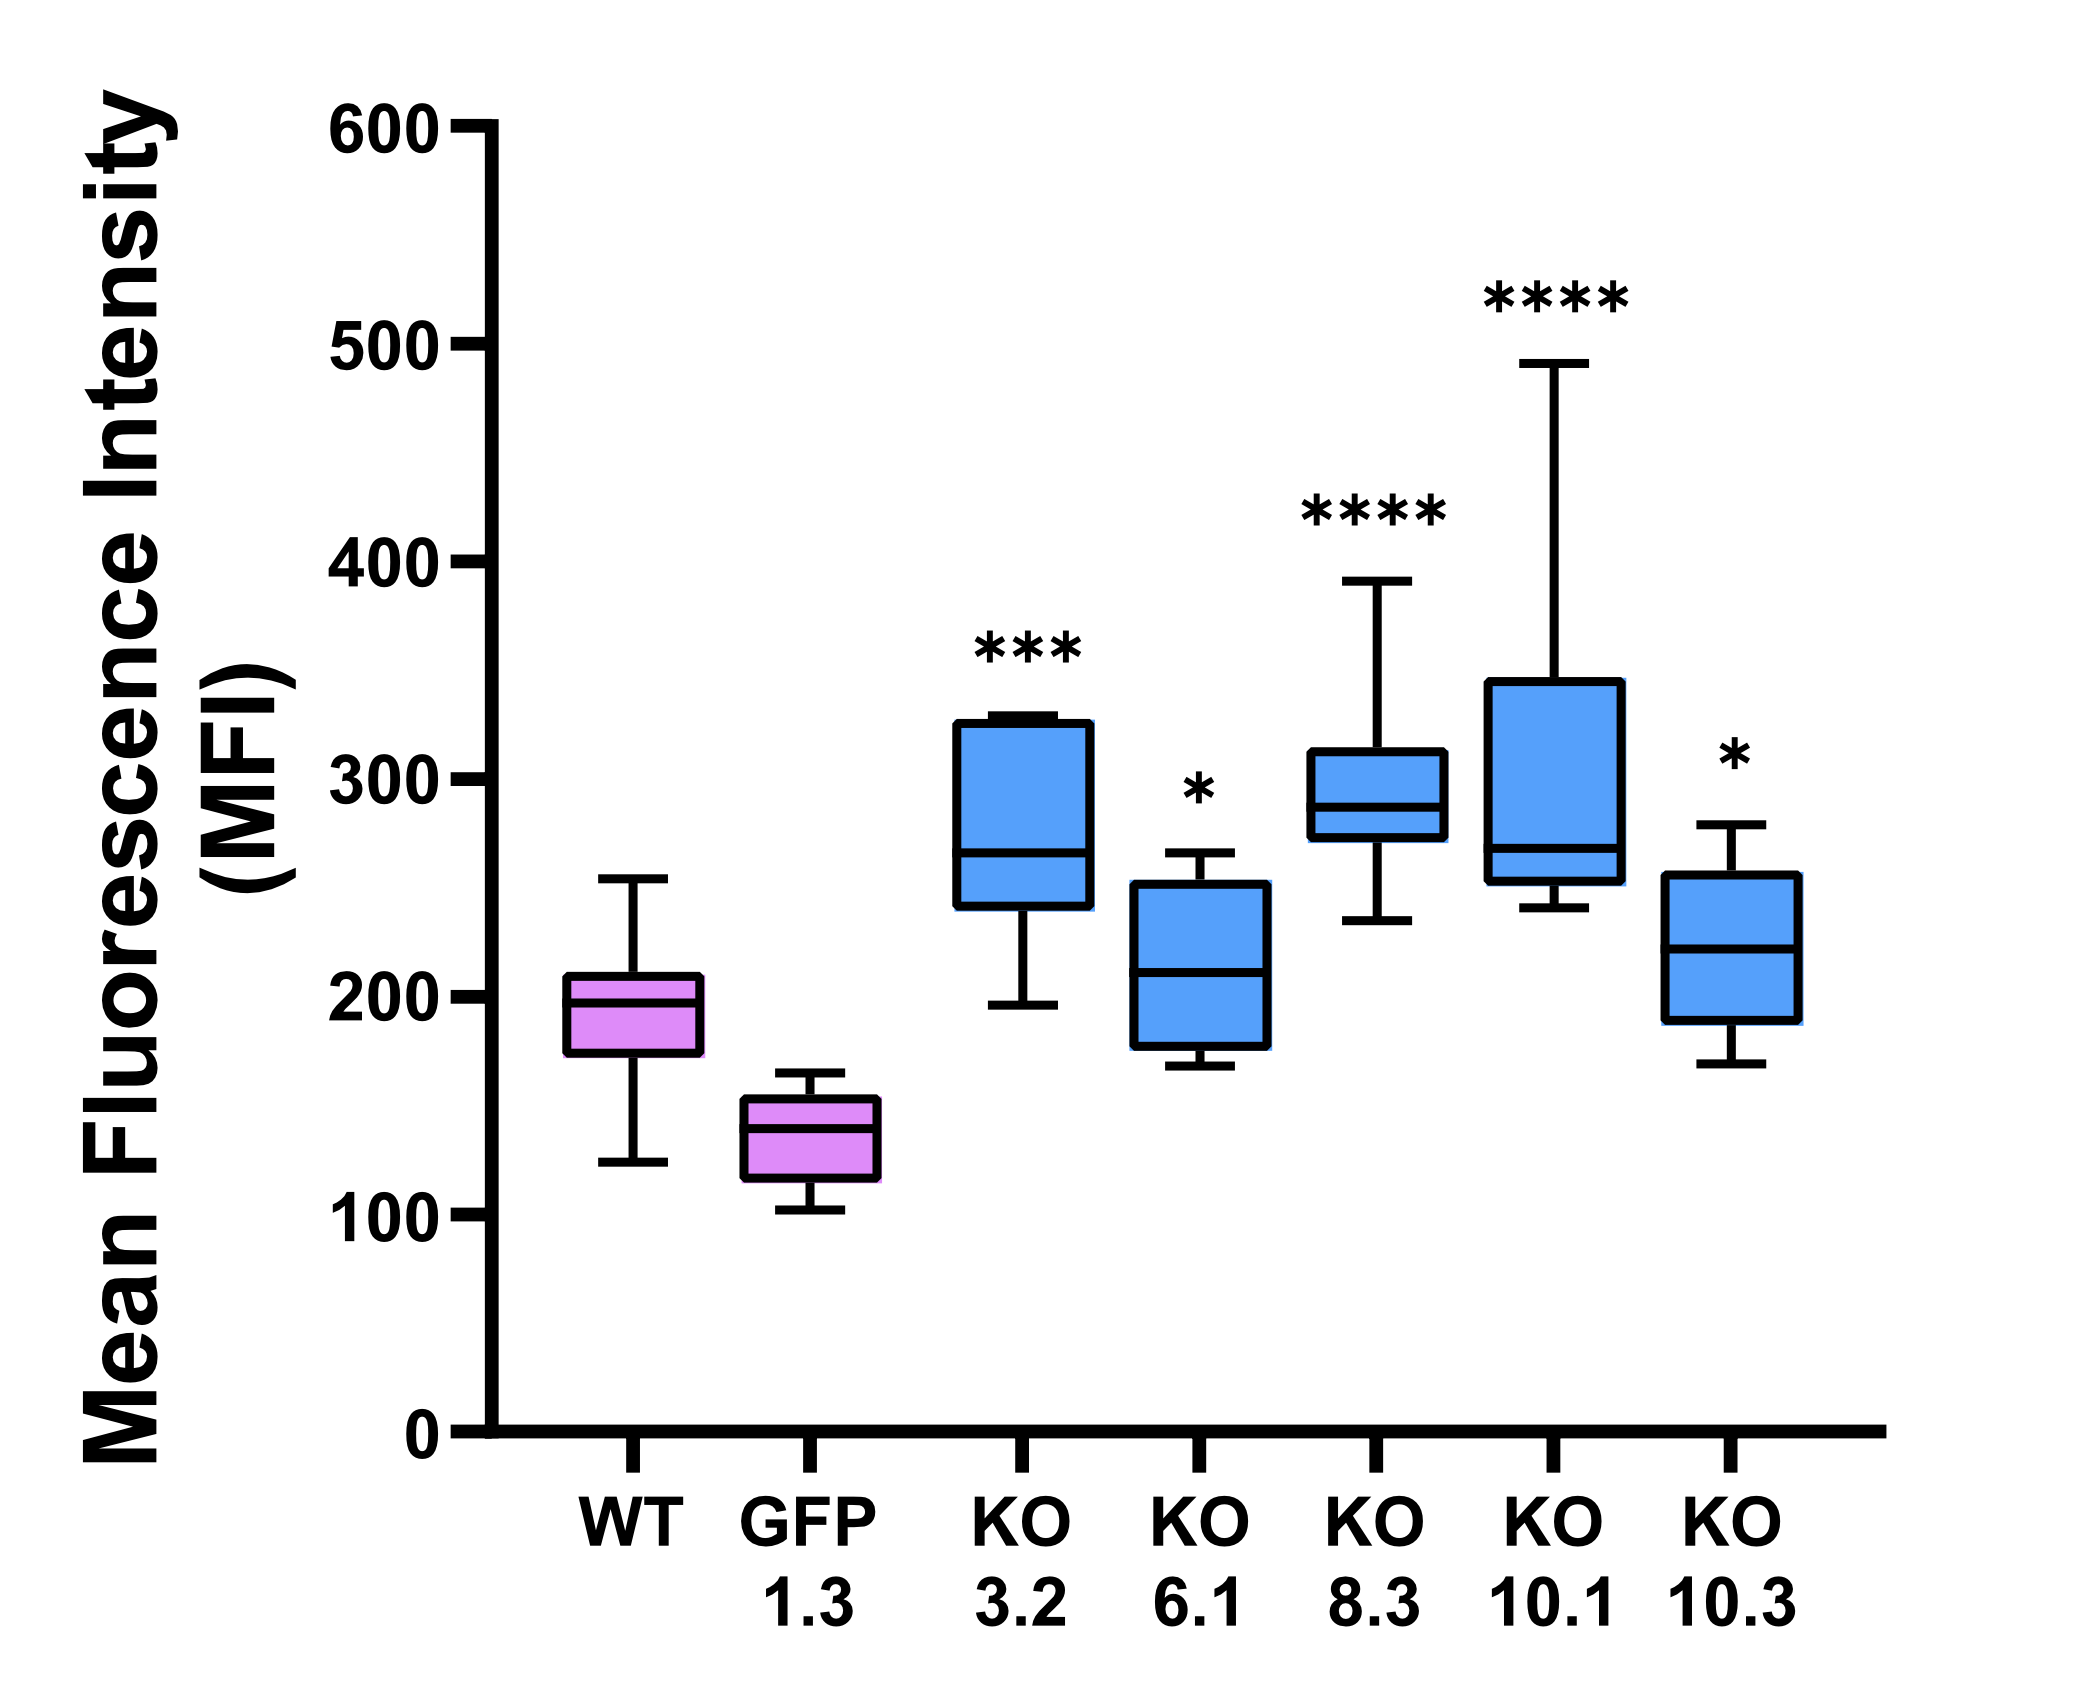 Mean Fluorescence Intensity
(MFI)
600
500
400
300
200
100
0
****
****
***
*
*
WT
GFP
1.3
KO
3.2
KO
6.1
KO
8.3
KO
10.1
KO
10.3